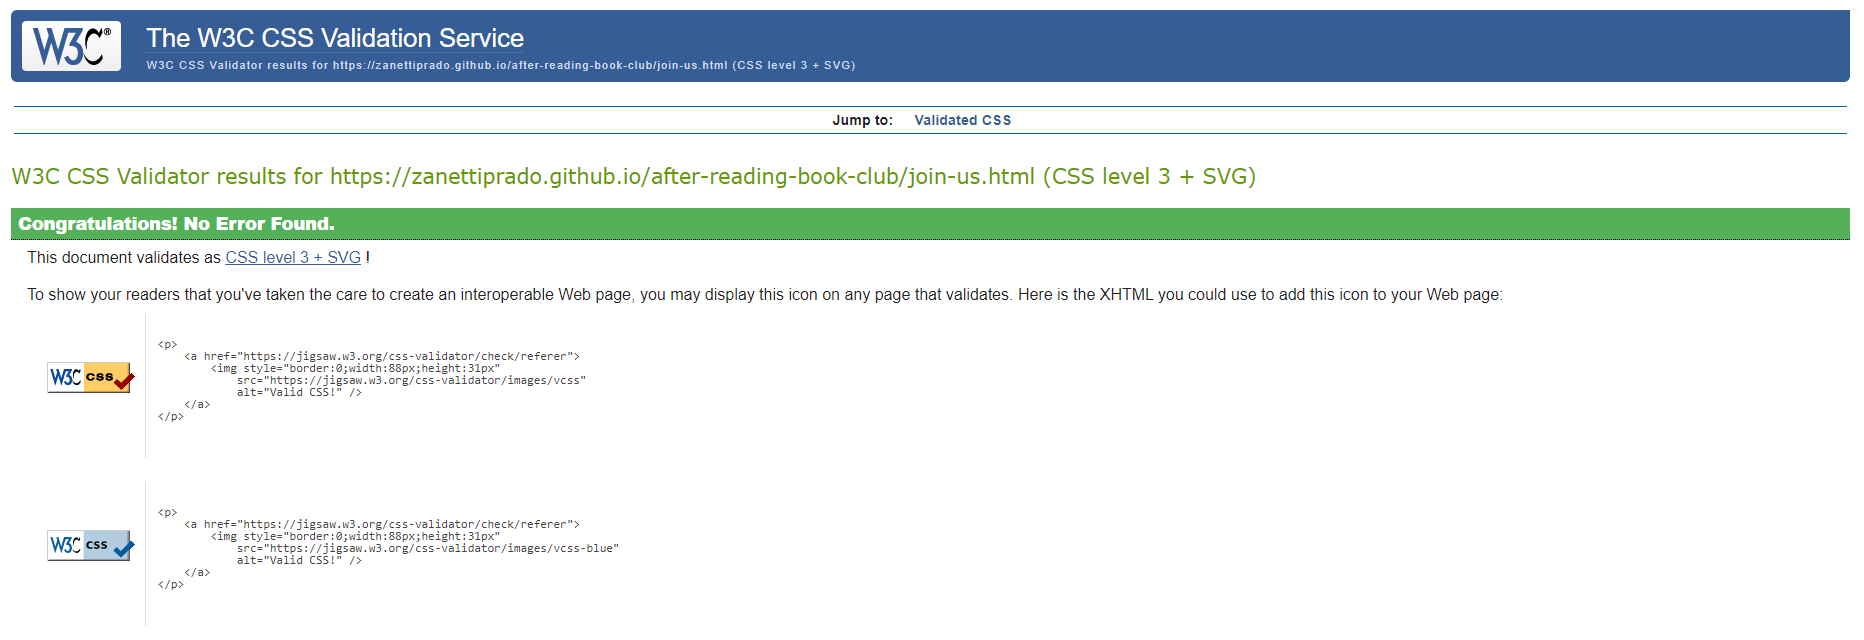 W3C®
The W3C CSS Validation Service
W3C CSS Validator results for https://zanettiprado.github.io/after-reading-book-club/join-us.html (CSS level 3 + SVG)
Jump to: Validated CSS
W3C CSS Validator results for https://zanettiprado.github.io/after-reading-book-club/join-us.html (CSS level 3 + SVG)
Congratulations! No Error Found.
This document validates as CSS level 3 + SVG !
To show your readers that you've taken the care to create an interoperable Web page, you may display this icon on any page that validates. Here is the XHTML you could use to add this icon to your Web page:
W3C css
<p>
    <a href="https://jigsaw.w3.org/css-validator/check/referer">
        <img style="border:0;width:88px;height:31px"
            src="https://jigsaw.w3.org/css-validator/images/vcss"
            alt="Valid CSS!" />
    </a>
</p>
W3C css
<p>
    <a href="https://jigsaw.w3.org/css-validator/check/referer">
        <img style="border:0;width:88px;height:31px"
            src="https://jigsaw.w3.org/css-validator/images/vcss-blue"
            alt="Valid CSS!" />
    </a>
</p>